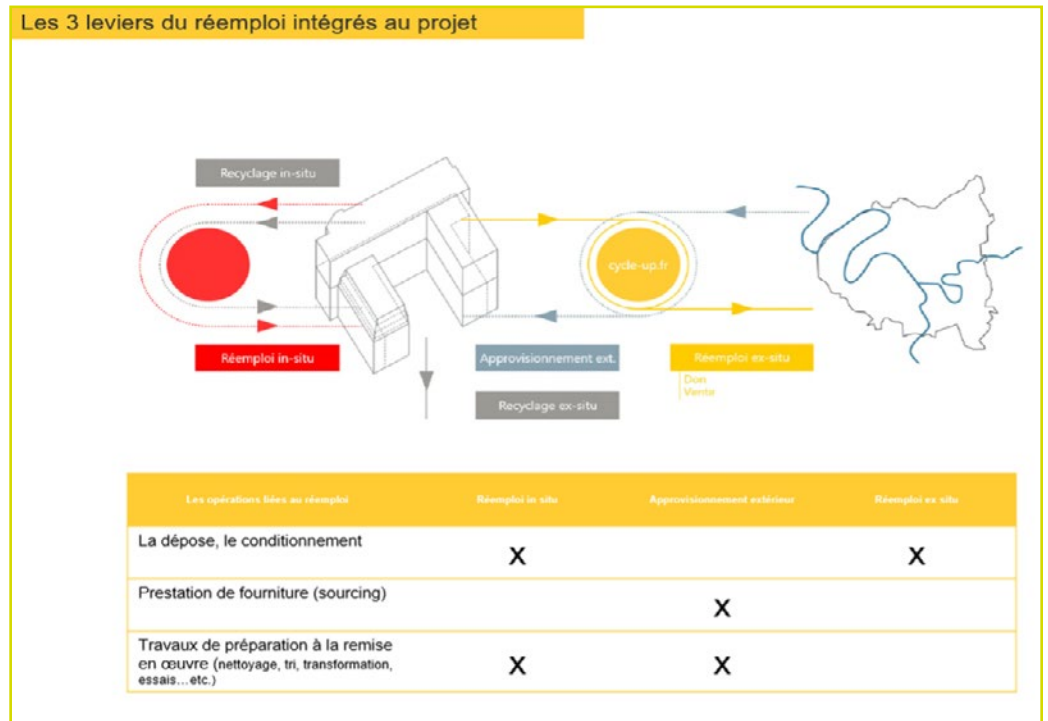 Les 3 leviers du réemploi intégrés au projet
Recyclage in-situ
cycle-up.fr
Réemploi in-situ
Approvisionnement ext.
Réemploi ex-situ
Don
Vente
Recyclage ex-situ
Les opérations liées au réemploi Réemploi in situ Approvisionnement extérieur Réemploi ex situ
La dépose, le conditionnement
X X
Prestation de fourniture (sourcing)
X
Travaux de préparation à la remise
en œuvre (nettoyage, tri, transformation,
essais...etc.)
X X